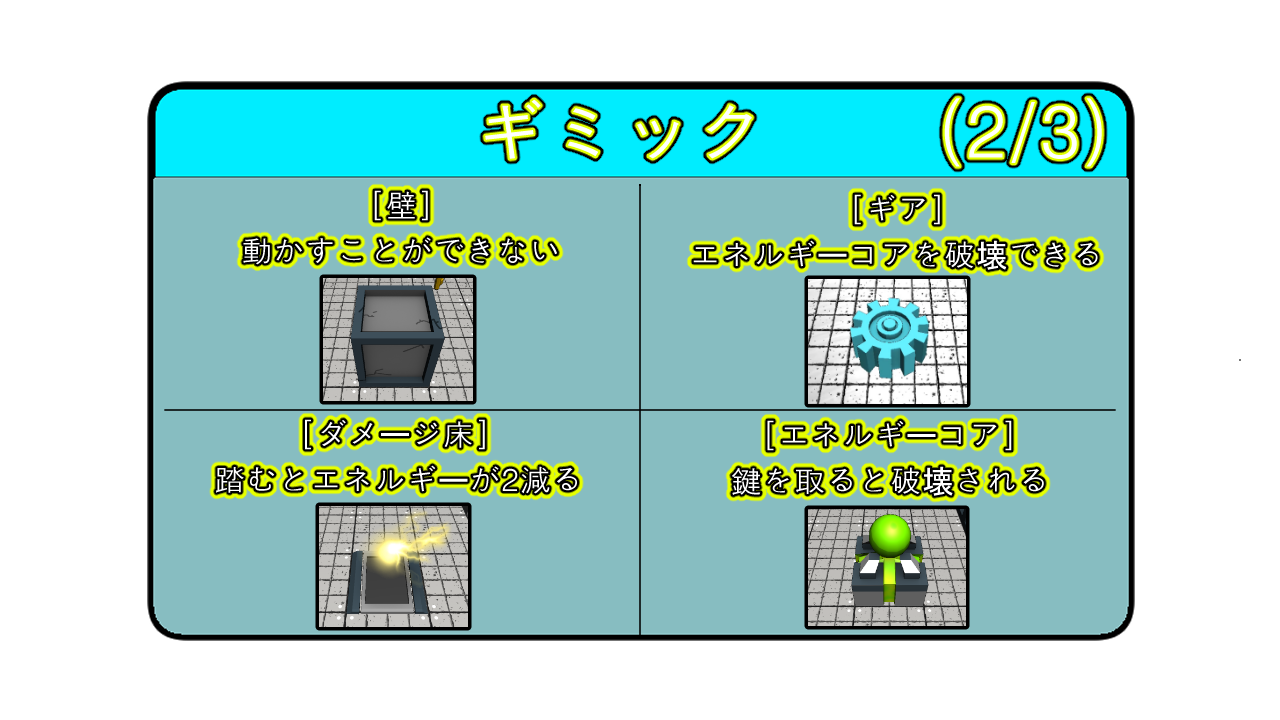 ギミック (2/3)
[壁]
動かすことができない
[ギア]
エネルギーコアを破壊できる
[ダメージ床]
踏むとエネルギーが2減る
[エネルギーコア]
鍵を取ると破壊される